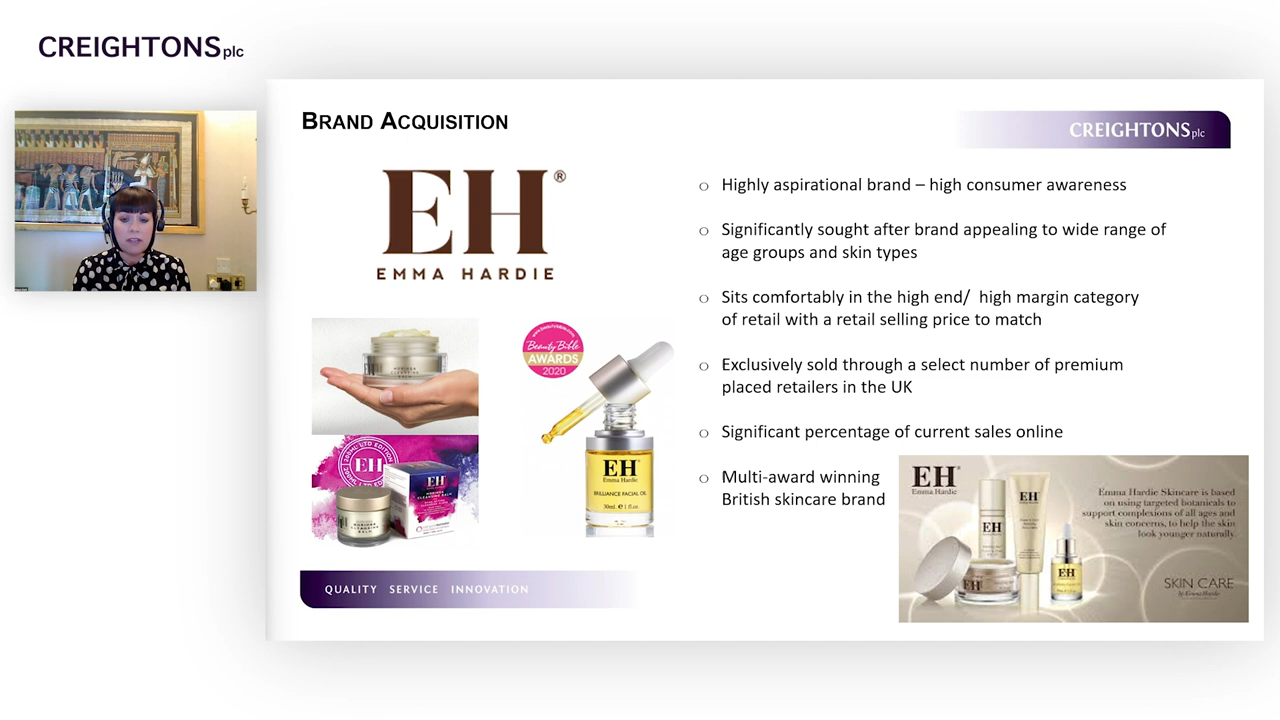 CREIGHTONS plc
BRAND ACQUISITION
CREIGHTONS plc
EH®
EMMA HARDIE
Highly aspirational brand – high consumer awareness
Significantly sought after brand appealing to wide range of
age groups and skin types
Sits comfortably in the high end/ high margin category
of retail with a retail selling price to match
Exclusively sold through a select number of premium
placed retailers in the UK
Significant percentage of current sales online
Multi-award winning
British skincare brand
Beauty Bible
AWARDS
2020
EH
EH
EH
Emma Hardie
BRILLIANCE FACIAL OIL
30ml. e 1 fl.oz.
EH
Emma Hardie
EH
EH
EH
EH
Emma Hardie Skincare is based
on using targeted botanicals to
support complexions of all ages and
skin concerns, to help the skin
look younger naturally.
SKIN CARE
by Emma Hardie
QUALITY SERVICE INNOVATION